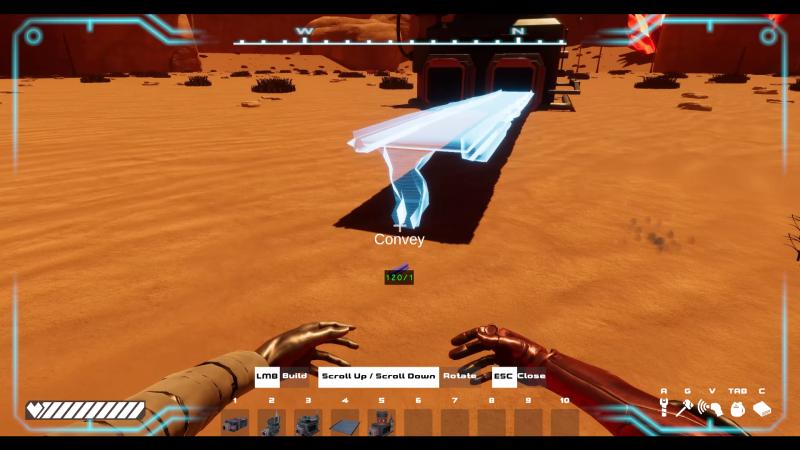 W N
Convey
120/1
LMB Build Scroll Up / Scroll Down Rotate ESC Close
1 2 3 4 5 6 7 8 9 10
A G V TAB C